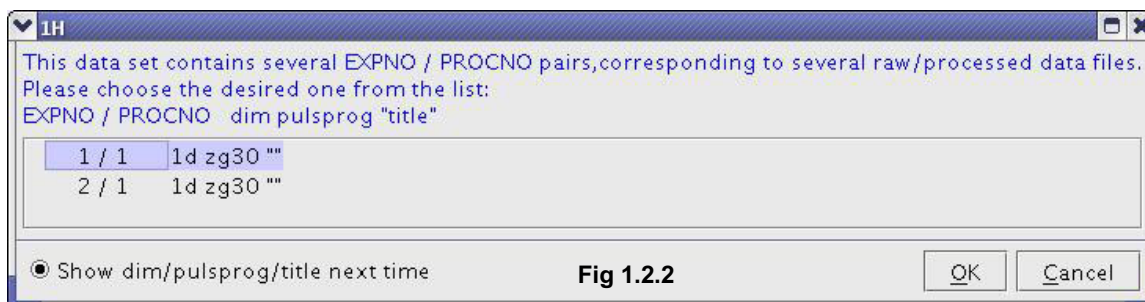 1H
This data set contains several EXPNO / PROCNO pairs,corresponding to several raw/processed data files.
Please choose the desired one from the list:
EXPNO / PROCNO dim pulsprog "title"
1 / 1 1d zg30 ""
2 / 1 1d zg30 ""
Show dim/pulsprog/title next time
Fig 1.2.2
OK
Cancel